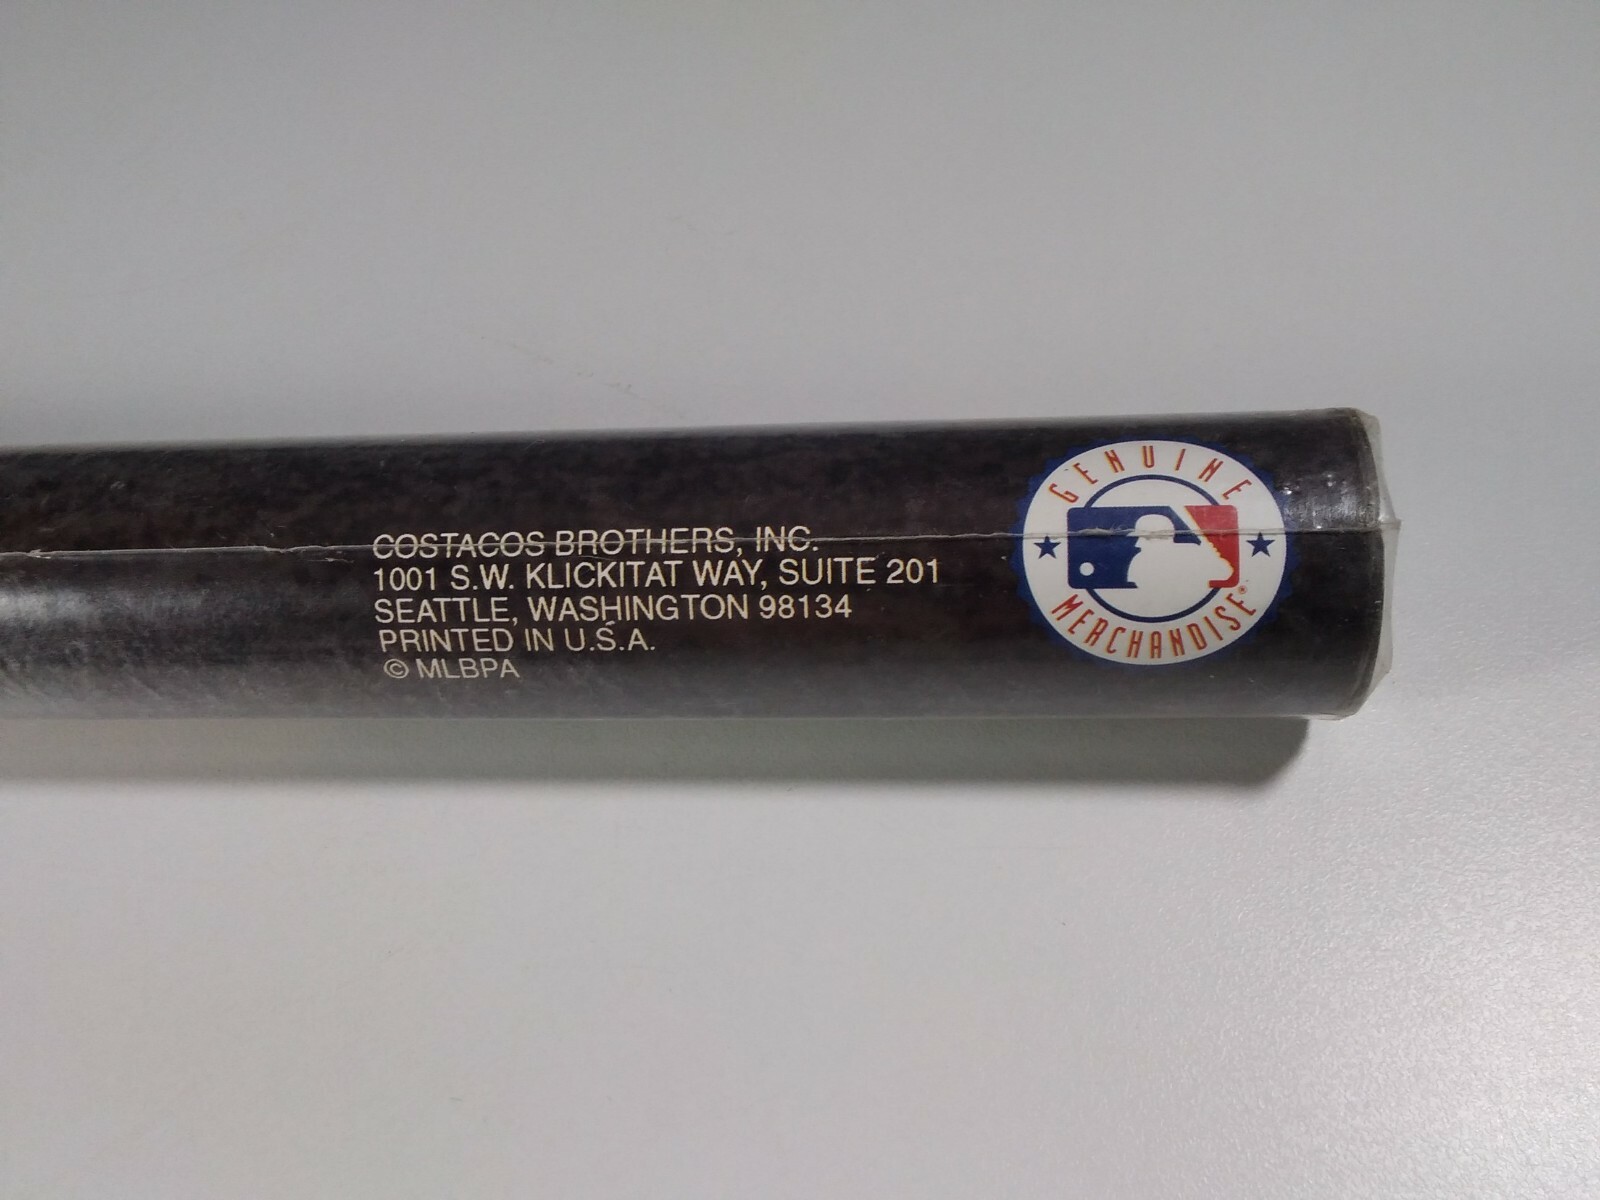 COSTACOS BROTHERS, INC.
1001 S.W. KLICKITAT WAY, SUITE 201
SEATTLE, WASHINGTON 98134
PRINTED IN U.S.A.
© MLBPA
GENUINE
MERCHANDISE®